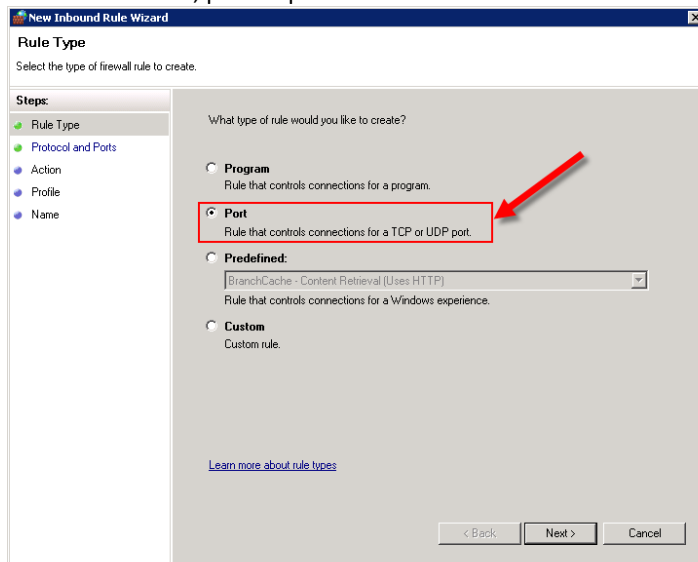 New Inbound Rule Wizard
Rule Type
Select the type of firewall rule to create.
Steps:
Rule Type
Protocol and Ports
Action
Profile
Name
What type of rule would you like to create?
Program
Rule that controls connections for a program.
Port
Rule that controls connections for a TCP or UDP port.
Predefined:
BranchCache - Content Retrieval (Uses HTTP)
Rule that controls connections for a Windows experience.
Custom
Custom rule.
Learn more about rule types
< Back
Next >
Cancel